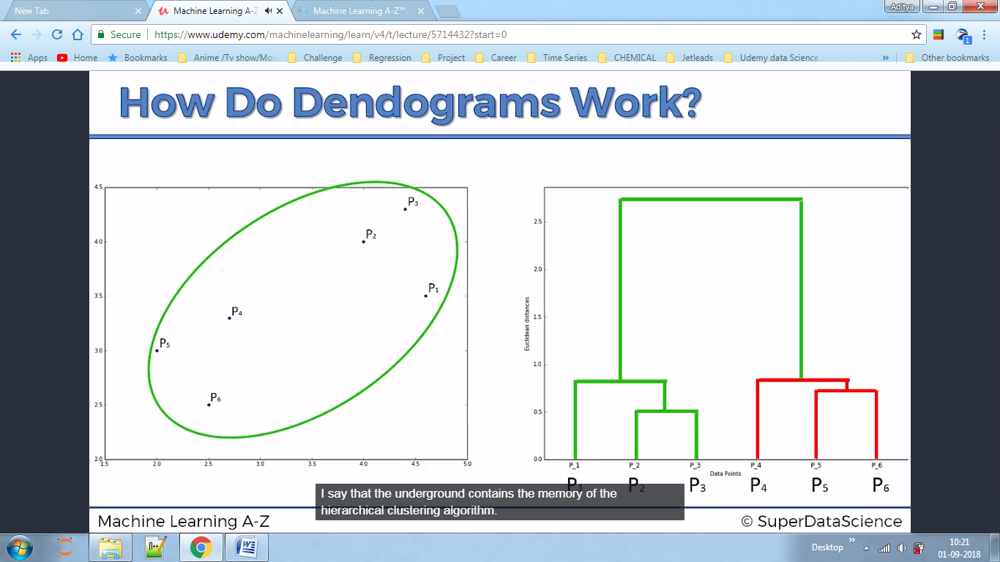 New Tab
Machine Learning A-Z
Machine Learning A-Z™:
Aditya
Secure
https://www.udemy.com/machinelearning/learn/v4/t/lecture/5714432?start=0
1
Apps Home Bookmarks Anime /Tv show/Mov Challenge Regression Project Career Time Series CHEMICAL Jetleads Udemy data Science » Other bookmarks
How Do Dendograms Work?
4.5
4.0
3.5
3.0
2.5
2.0
1.5 2.0 2.5 3.0 3.5 4.0 4.5 5.0
P₃
P₂
P₁
P₄
P₅
P₆
2.5
2.0
1.5
1.0
0.5
0.0
Euclidean distances
P_1 P_2 P_3 P_4 P_5 P_6
Data Points
P₁ P₂ P₃ P₄ P₅ P₆
I say that the underground contains the memory of the
hierarchical clustering algorithm.
Machine Learning A-Z
© SuperDataScience
N++
W
Desktop »
10:21
01-09-2018